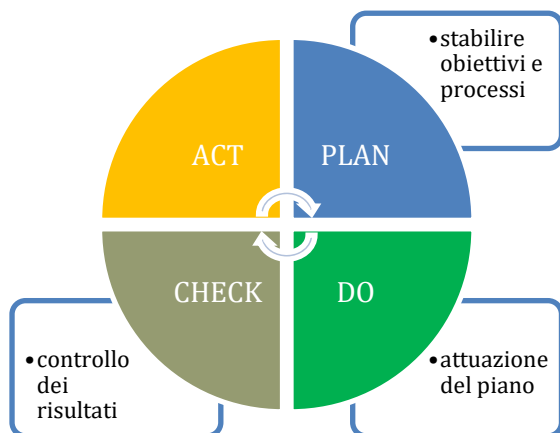 •stabilire
obiettivi e
processi
ACT
PLAN
CHECK
DO
•controllo
dei
risultati
•attuazione
del piano